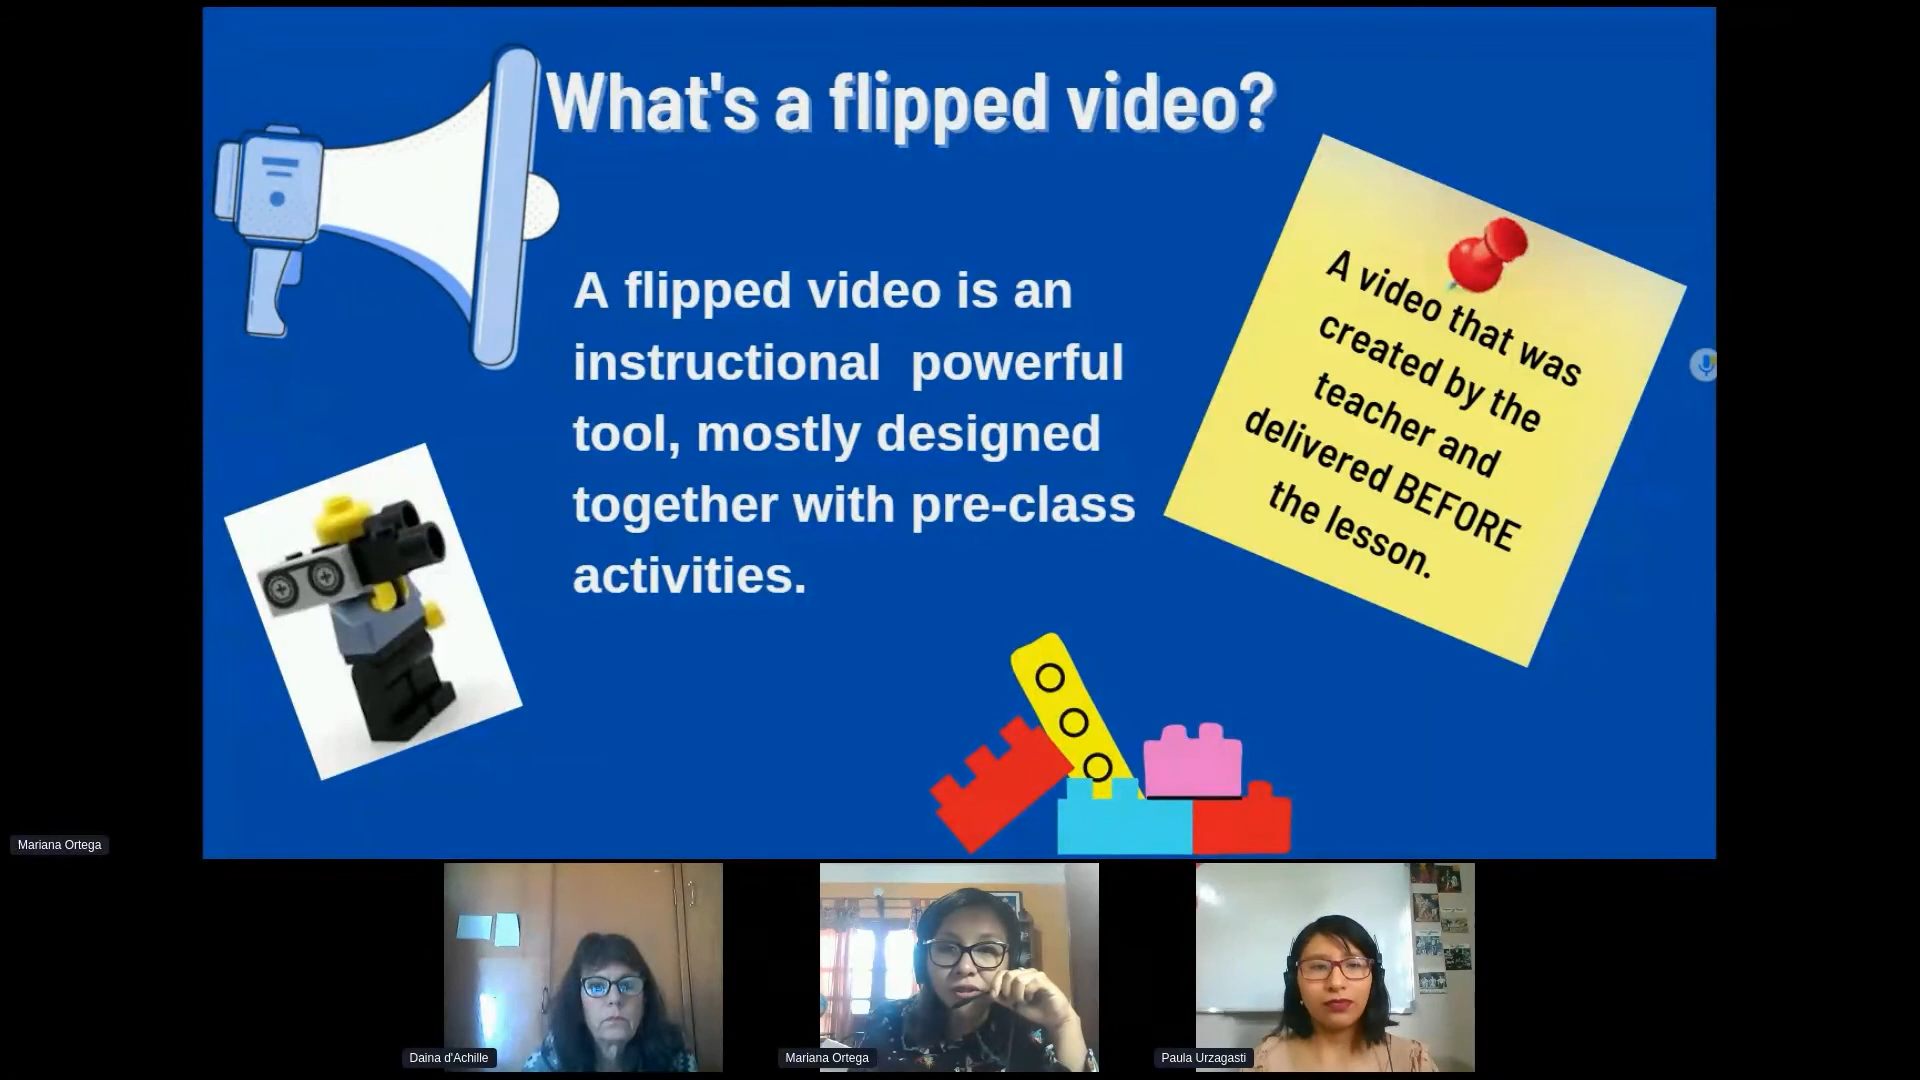 What's a flipped video?
A flipped video is an
instructional powerful
tool, mostly designed
together with pre-class
activities.
A video that was
created by the
teacher and
delivered BEFORE
the lesson.
Mariana Ortega
Daina d'Achille
Mariana Ortega
Paula Urzagasti